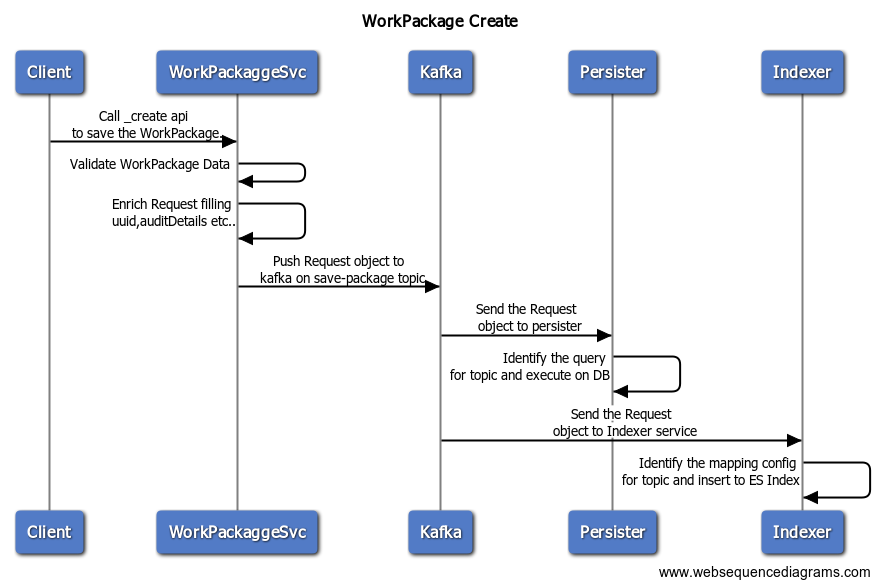 WorkPackage Create
Client WorkPackaggeSvc Kafka Persister Indexer
Call _create api
to save the WorkPackage.
Validate WorkPackage Data
Enrich Request filling
uuid,auditDetails etc..
Push Request object to
kafka on save-package topic
Send the Request
object to persister
Identify the query
for topic and execute on DB
Send the Request
object to Indexer service
Identify the mapping config
for topic and insert to ES Index
Client WorkPackaggeSvc Kafka Persister Indexer
www.websequencediagrams.com